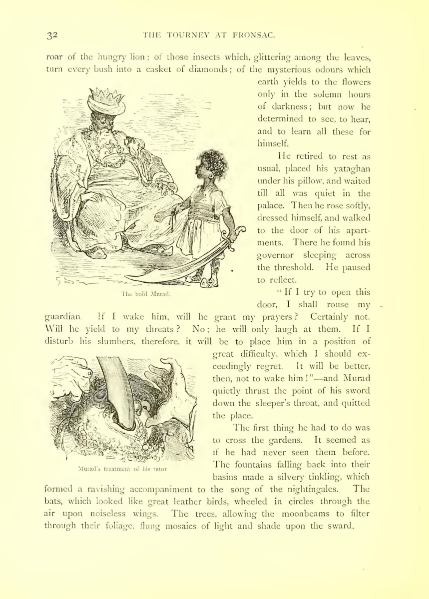 32 THE TOURNEY AT FRONSAC.
roar of the hungry lion; of those insects which, glittering among the leaves,
turn every bush into a casket of diamonds; of the mysterious odours which
earth yields to the flowers
only in the solemn hours
of darkness; but now he
determined to see, to hear,
and to learn all these for
himself.
He retired to rest as
usual, placed his yataghan
under his pillow, and waited
till all was quiet in the
palace. Then he rose softly,
dressed himself, and walked
to the door of his apart-
ments. There he found his
governor sleeping across
the threshold. He paused
to reflect.
The bold Murad.
" If I try to open this
door, I shall rouse my
guardian. If I wake him, will he grant my prayers? Certainly not.
Will he yield to my threats? No; he will only laugh at them. If I
disturb his slumbers, therefore, it will be to place him in a position of
great difficulty, which I should ex-
ceedingly regret. It will be better,
then, not to wake him!"—and Murad
quietly thrust the point of his sword
down the sleeper's throat, and quitted
the place.
The first thing he had to do was
to cross the gardens. It seemed as
if he had never seen them before.
The fountains falling back into their
basins made a silvery tinkling, which
Murad's treatment of his tutor
formed a ravishing accompaniment to the song of the nightingales. The
bats, which looked like great leather birds, wheeled in circles through the
air upon noiseless wings. The trees, allowing the moonbeams to filter
through their foliage, flung mosaics of light and shade upon the sward.